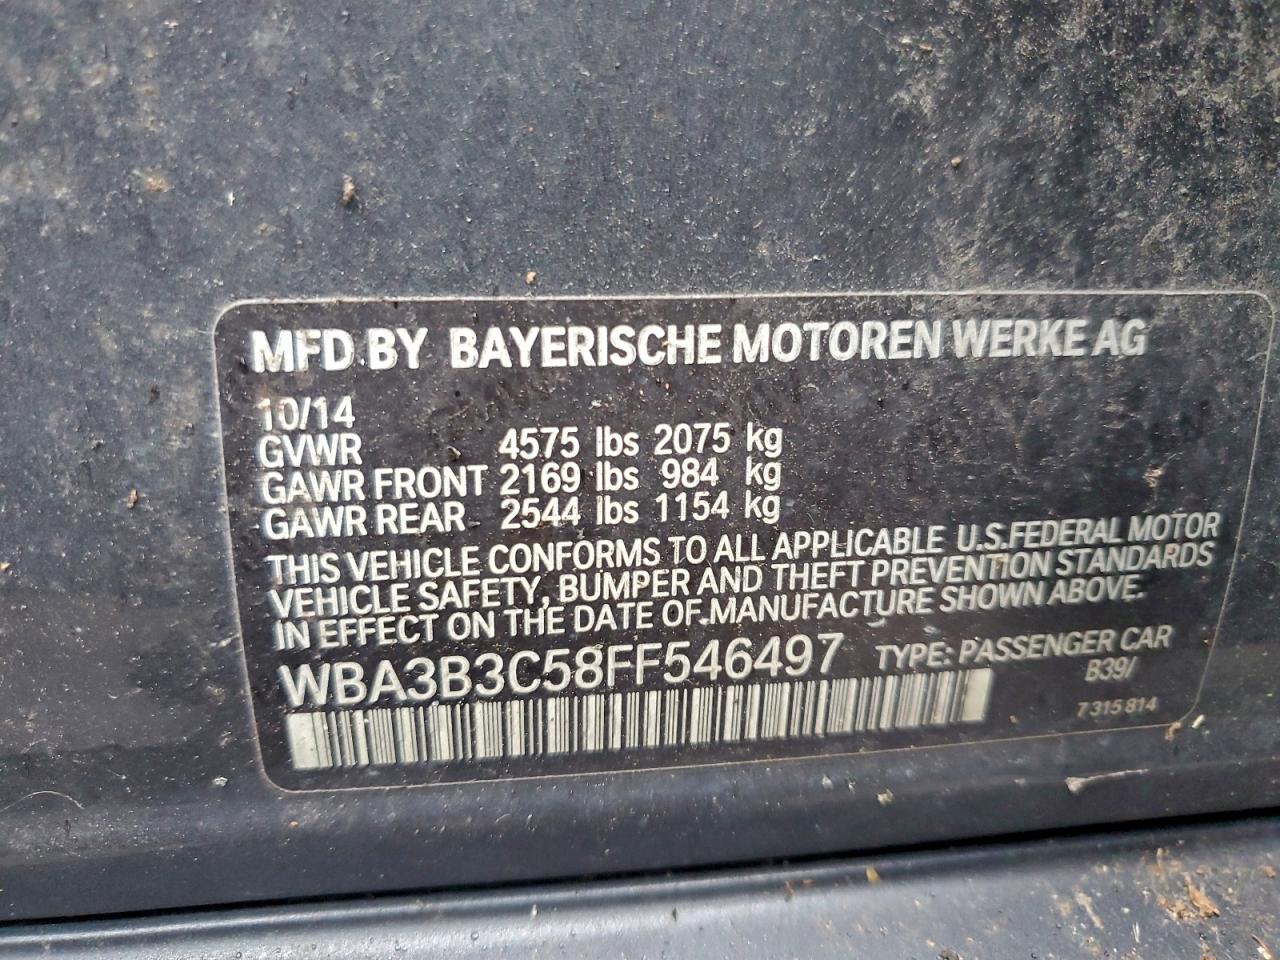 MFD BY BAYERISCHE MOTOREN WERKE AG
10/14
GVWR 4575 lbs 2075 kg
GAWR FRONT 2169 lbs 984 kg
GAWR REAR 2544 lbs 1154 kg
THIS VEHICLE CONFORMS TO ALL APPLICABLE U.S.FEDERAL MOTOR
VEHICLE SAFETY, BUMPER AND THEFT PREVENTION STANDARDS
IN EFFECT ON THE DATE OF MANUFACTURE SHOWN ABOVE.
WBA3B3C58FF546497 TYPE: PASSENGER CAR
B39/
7 315 814